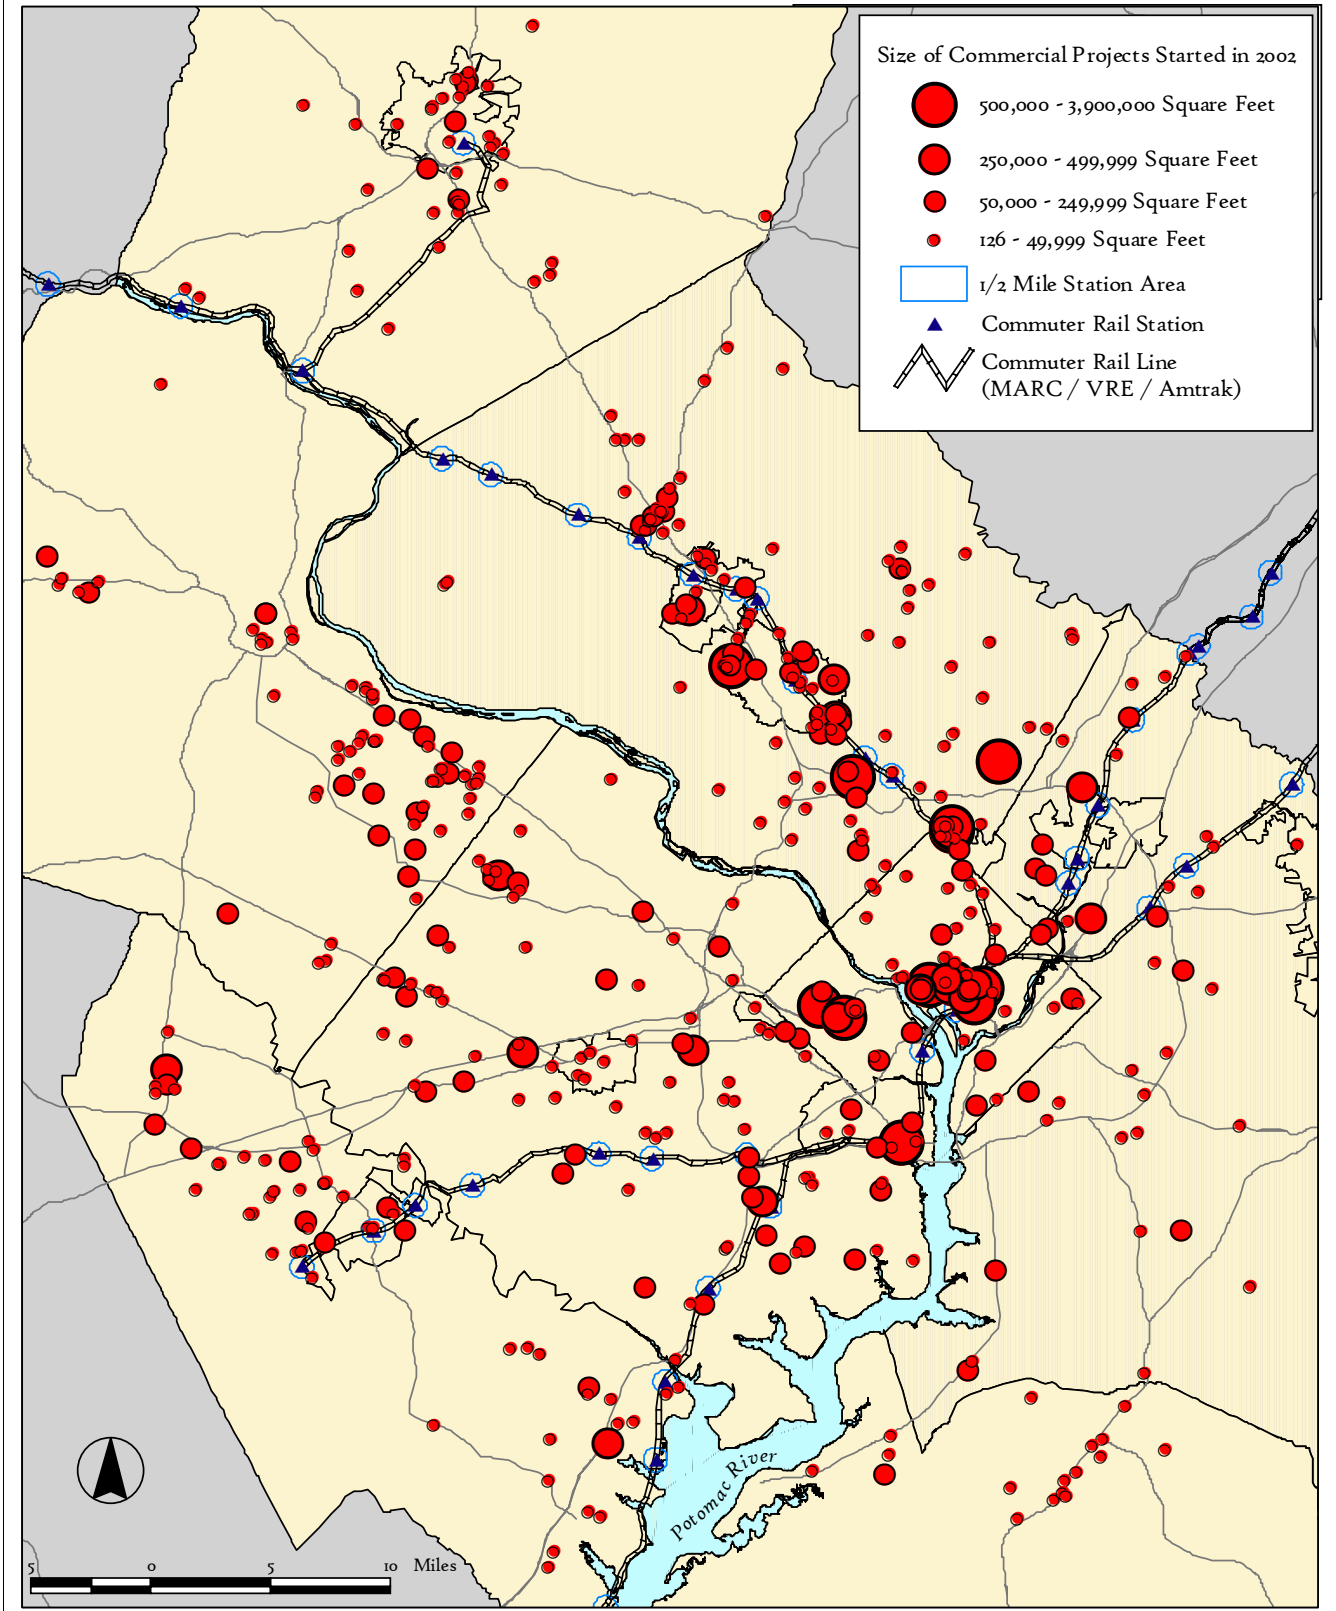 Size of Commercial Projects Started in 2002
500,000 - 3,900,000 Square Feet
250,000 - 499,999 Square Feet
50,000 - 249,999 Square Feet
126 - 49,999 Square Feet
1/2 Mile Station Area
Commuter Rail Station
Commuter Rail Line
(MARC / VRE / Amtrak)
Potomac River
5 0 5 10 Miles